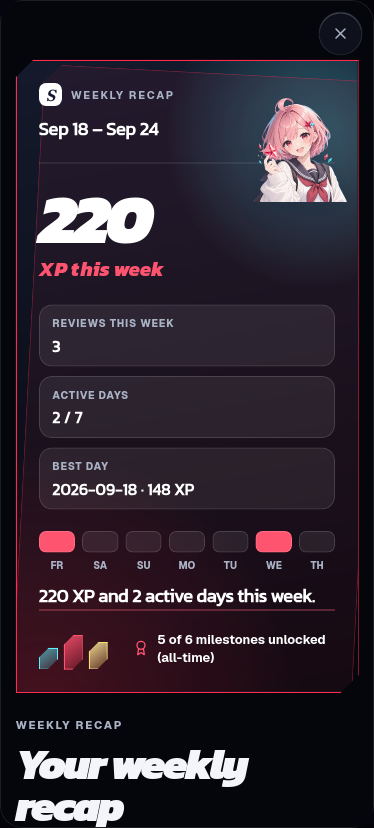 S WEEKLY RECAP
Sep 18 – Sep 24
220
XP this week
REVIEWS THIS WEEK
3
ACTIVE DAYS
2 / 7
BEST DAY
2026-09-18 · 148 XP
FR SA SU MO TU WE TH
220 XP and 2 active days this week.
5 of 6 milestones unlocked
(all-time)
WEEKLY RECAP
Your weekly
recap